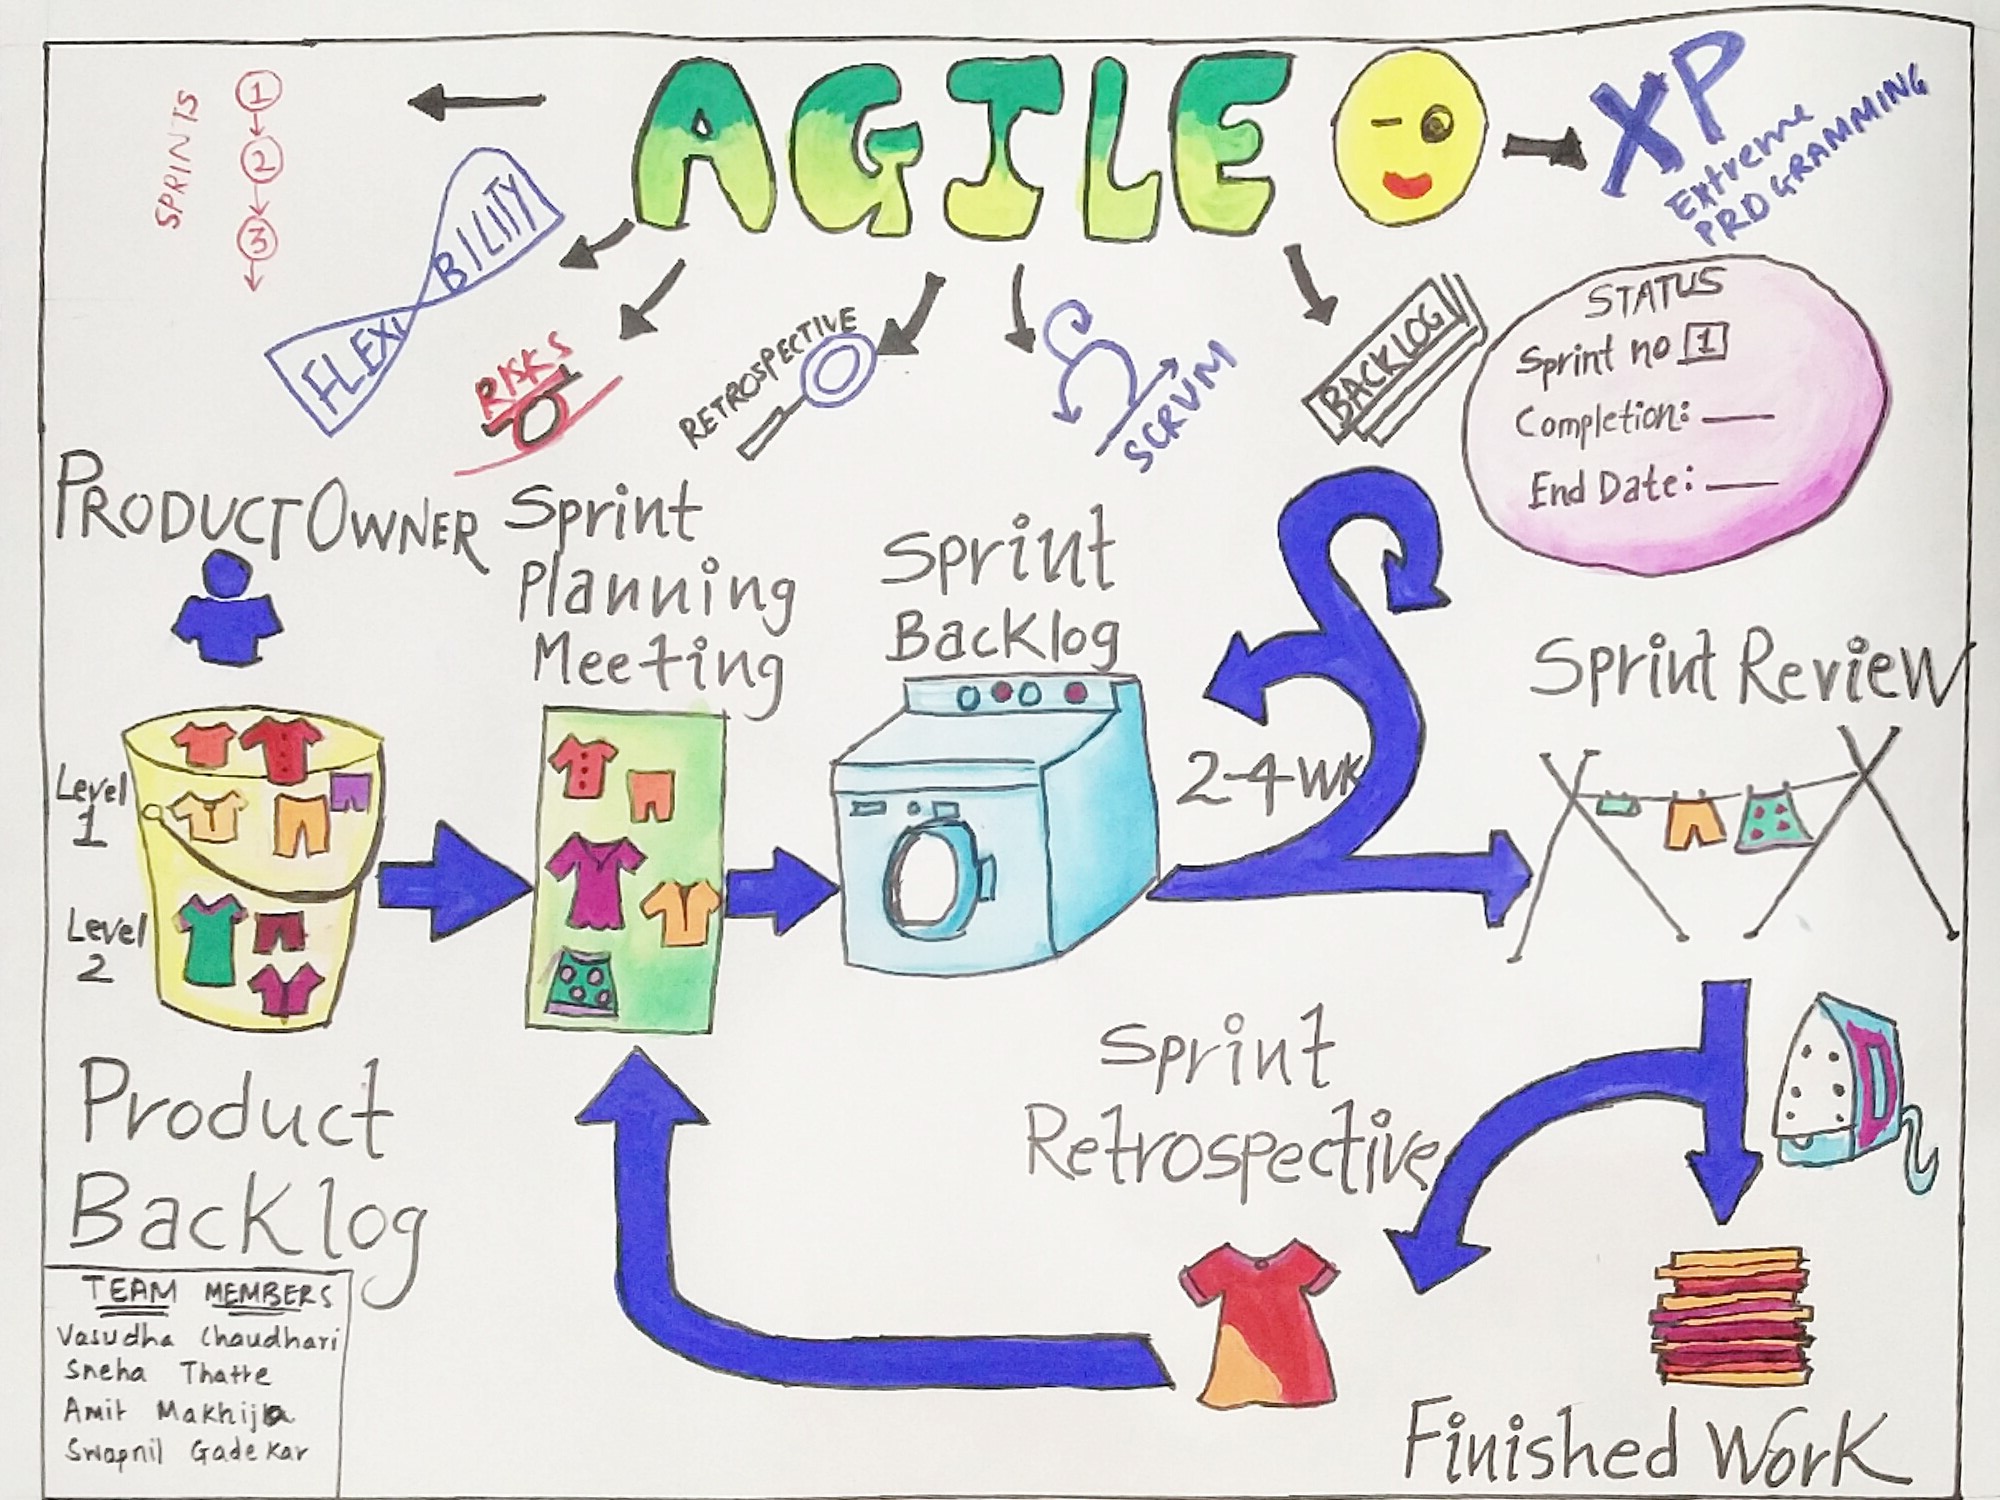 AGILE
SPRINTS
1
2
3
FLEXIBILITY
RISKS
RETROSPECTIVE
SCRUM
BACKLOG
XP
Extreme
PROGRAMMING
STATUS
Sprint no 1
Completion:
End Date:
PRODUCT OWNER
Sprint
Planning
Meeting
Sprint
Backlog
2-4 WK
Sprint Review
Level
1
Level
2
Product
Backlog
Sprint
Retrospective
Finished Work
TEAM MEMBERS
Vasudha Chaudhari
Sneha Thatte
Amit Makhija
Swapnil Gadekar